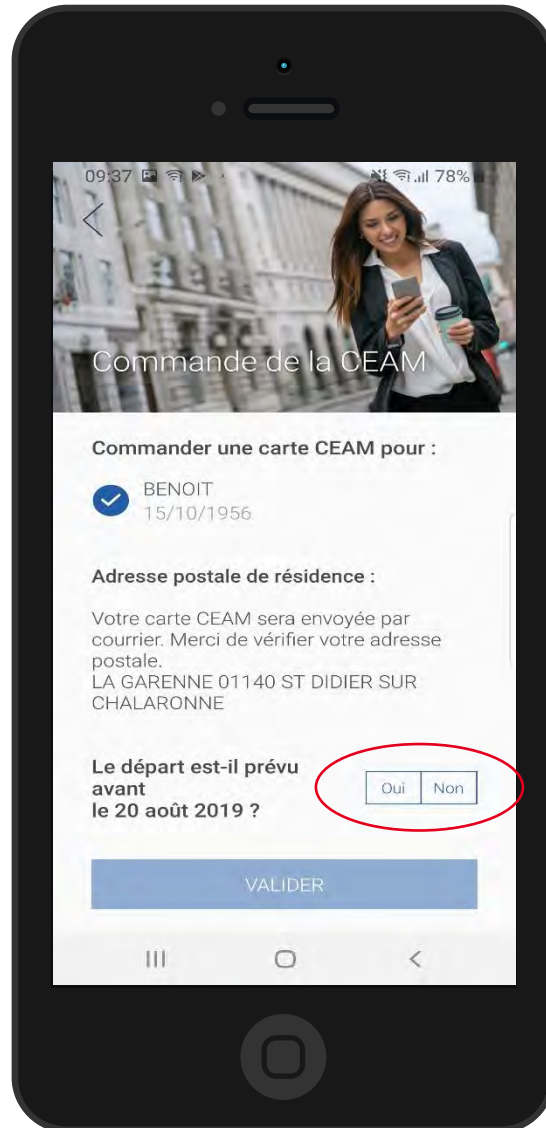 09:37 78%
Commande de la CEAM
Commander une carte CEAM pour :
BENOIT
15/10/1956
Adresse postale de résidence :
Votre carte CEAM sera envoyée par
courrier. Merci de vérifier votre adresse
postale.
LA GARENNE 01140 ST DIDIER SUR
CHALARONNE
Le départ est-il prévu
avant
le 20 août 2019 ?
Oui Non
VALIDER